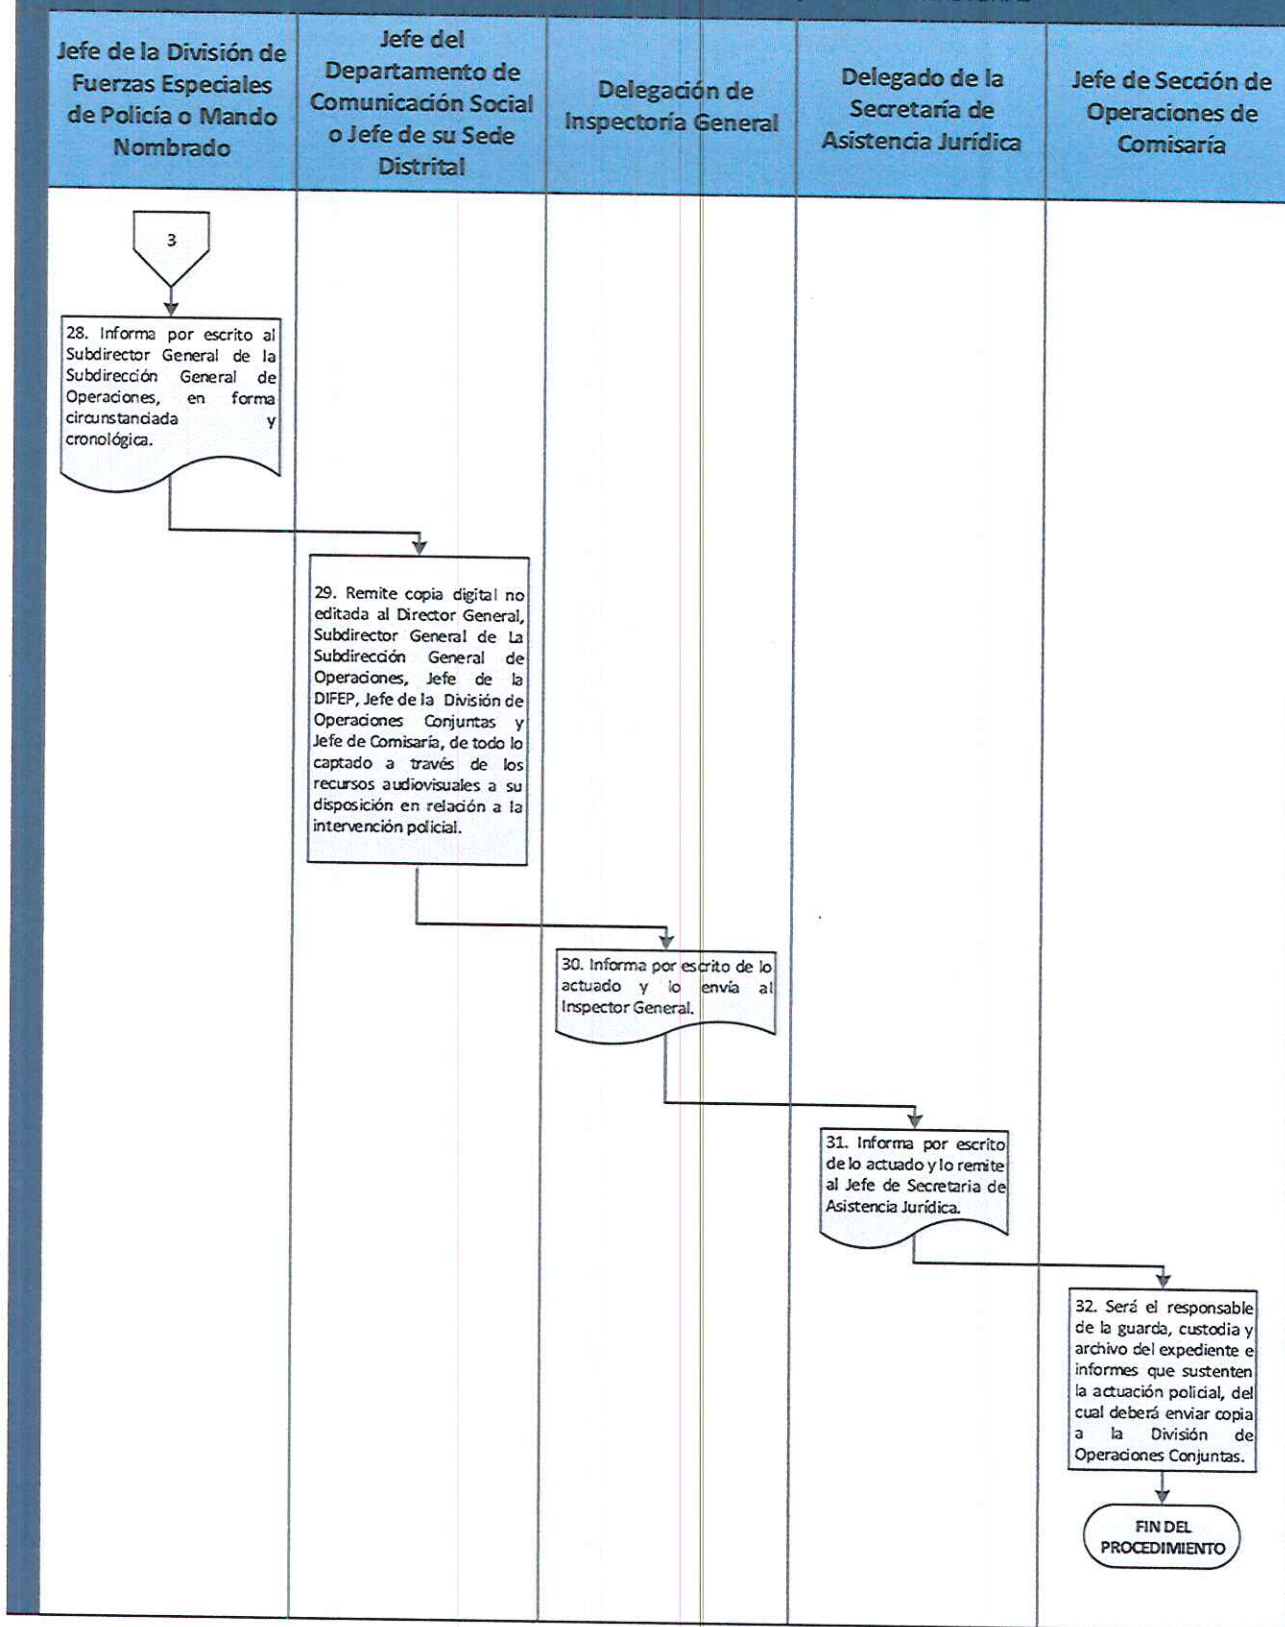 Jefe de la División de
Fuerzas Especiales
de Policía o Mando
Nombrado
Jefe del
Departamento de
Comunicación Social
o Jefe de su Sede
Distrital
Delegación de
Inspectoría General
Delegado de la
Secretaría de
Asistencia Jurídica
Jefe de Sección de
Operaciones de
Comisaría
3
28. Informa por escrito al
Subdirector General de la
Subdirección General de
Operaciones, en forma
circunstanciada y
cronológica.
29. Remite copia digital no
editada al Director General,
Subdirector General de La
Subdirección General de
Operaciones, Jefe de la
DIFEP, Jefe de la División de
Operaciones Conjuntas y
Jefe de Comisaría, de todo lo
captado a través de los
recursos audiovisuales a su
disposición en relación a la
intervención policial.
30. Informa por escrito de lo
actuado y lo envía al
Inspector General.
31. Informa por escrito
de lo actuado y lo remite
al Jefe de Secretaria de
Asistencia Jurídica.
32. Será el responsable
de la guarda, custodia y
archivo del expediente e
informes que sustenten
la actuación policial, del
cual deberá enviar copia
a la División de
Operaciones Conjuntas.
FIN DEL
PROCEDIMIENTO